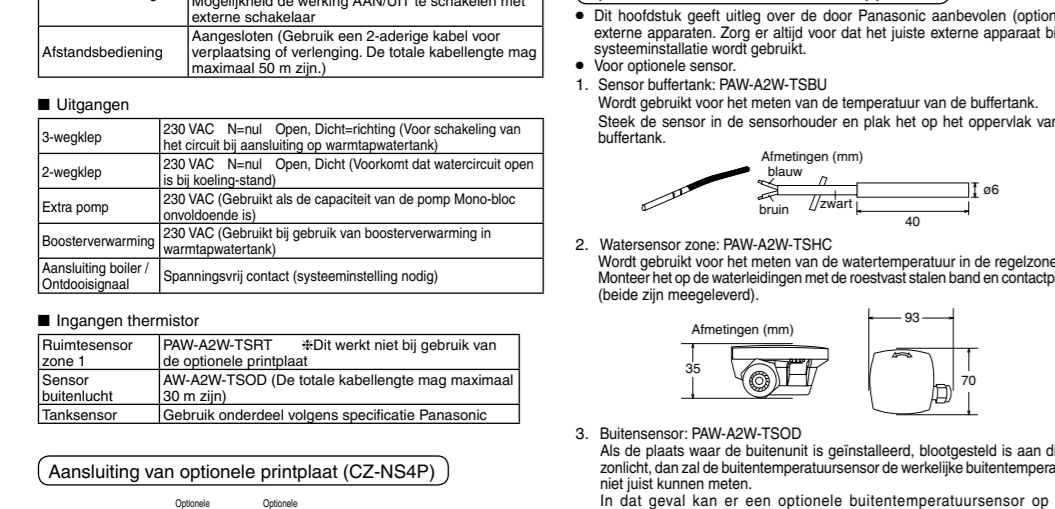 Mogelijkheid de werking AAN/UIT te schakelen met
externe schakelaar
Afstandsbediening
Aangesloten (Gebruik een 2-aderige kabel voor
verplaatsing of verlenging. De totale kabellengte mag
maximaal 50 m zijn.)
■ Uitgangen
3-wegklep
230 VAC N=nul Open, Dicht=richting (Voor schakeling van
het circuit bij aansluiting op warmtapwatertank)
2-wegklep
230 VAC N=nul Open, Dicht (Voorkomt dat watercircuit open
is bij koeling-stand)
Extra pomp
230 VAC (Gebruikt als de capaciteit van de pomp Mono-bloc
onvoldoende is)
Boosterverwarming
230 VAC (Gebruikt bij gebruik van boosterverwarming in
warmtapwatertank)
Aansluiting boiler /
Ontdooisignaal
Spanningsvrij contact (systeeminstelling nodig)
■ Ingangen thermistor
Ruimtesensor
zone 1
PAW-A2W-TSRT ❉Dit werkt niet bij gebruik van
de optionele printplaat
Sensor
buitenlucht
AW-A2W-TSOD (De totale kabellengte mag maximaal
30 m zijn)
Tanksensor
Gebruik onderdeel volgens specificatie Panasonic
Aansluiting van optionele printplaat (CZ-NS4P)
Optionele Optionele
● Dit hoofdstuk geeft uitleg over de door Panasonic aanbevolen (option
externe apparaten. Zorg er altijd voor dat het juiste externe apparaat bi
systeeminstallatie wordt gebruikt.
● Voor optionele sensor.
1. Sensor buffertank: PAW-A2W-TSBU
Wordt gebruikt voor het meten van de temperatuur van de buffertank.
Steek de sensor in de sensorhouder en plak het op het oppervlak van
buffertank.
Afmetingen (mm)
blauw
bruin
zwart
ø6
40
2. Watersensor zone: PAW-A2W-TSHC
Wordt gebruikt voor het meten van de watertemperatuur in de regelzone
Monteer het op de waterleidingen met de roestvast stalen band en contactpa
(beide zijn meegeleverd).
Afmetingen (mm)
35
93
70
3. Buitensensor: PAW-A2W-TSOD
Als de plaats waar de buitenunit is geïnstalleerd, blootgesteld is aan di
zonlicht, dan zal de buitentemperatuursensor de werkelijke buitentempera
niet juist kunnen meten.
In dat geval kan er een optionele buitentemperatuursensor op